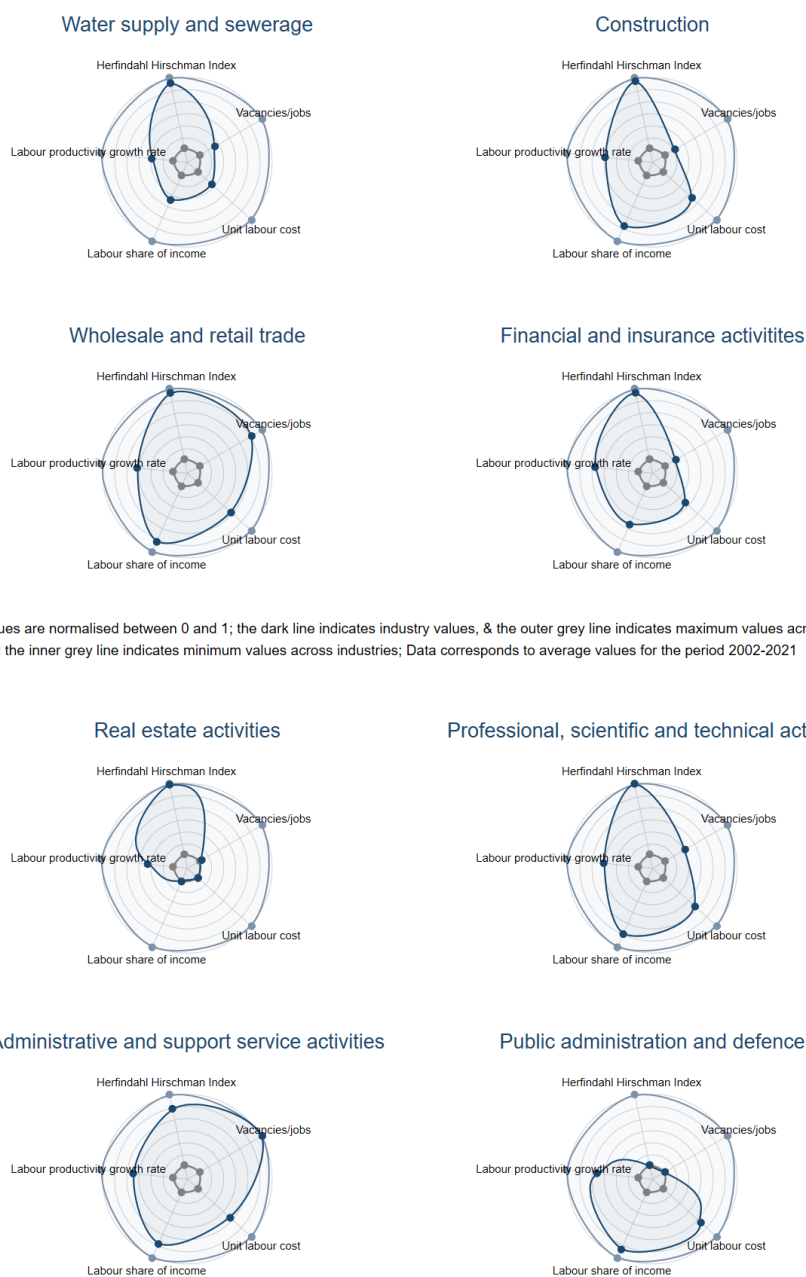 Water supply and sewerage
Construction
Herfindahl Hirschman Index
Vacancies/jobs
Labour productivity growth rate
Unit labour cost
Labour share of income
Herfindahl Hirschman Index
Vacancies/jobs
Labour productivity growth rate
Unit labour cost
Labour share of income
Wholesale and retail trade
Financial and insurance activitites
Herfindahl Hirschman Index
Vacancies/jobs
Labour productivity growth rate
Unit labour cost
Labour share of income
Herfindahl Hirschman Index
Vacancies/jobs
Labour productivity growth rate
Unit labour cost
Labour share of income
are normalised between 0 and 1; the dark line indicates industry values, & the outer grey line indicates maximum values
the inner grey line indicates minimum values across industries; Data corresponds to average values for the period 2002-2021
Real estate activities
Professional, scientific and technical
Herfindahl Hirschman Index
Vacancies/jobs
Labour productivity growth rate
Unit labour cost
Labour share of income
Herfindahl Hirschman Index
Vacancies/jobs
Labour productivity growth rate
Unit labour cost
Labour share of income
Administrative and support service activities
Public administration and defence
Herfindahl Hirschman Index
Vacancies/jobs
Labour productivity growth rate
Unit labour cost
Labour share of income
Herfindahl Hirschman Index
Vacancies/jobs
Labour productivity growth rate
Unit labour cost
Labour share of income